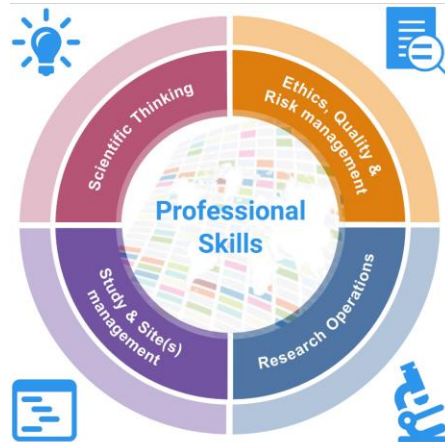 Scientific Thinking
Ethics, Quality &
Risk management
Professional
Skills
Study & Site(s)
management
Research Operations